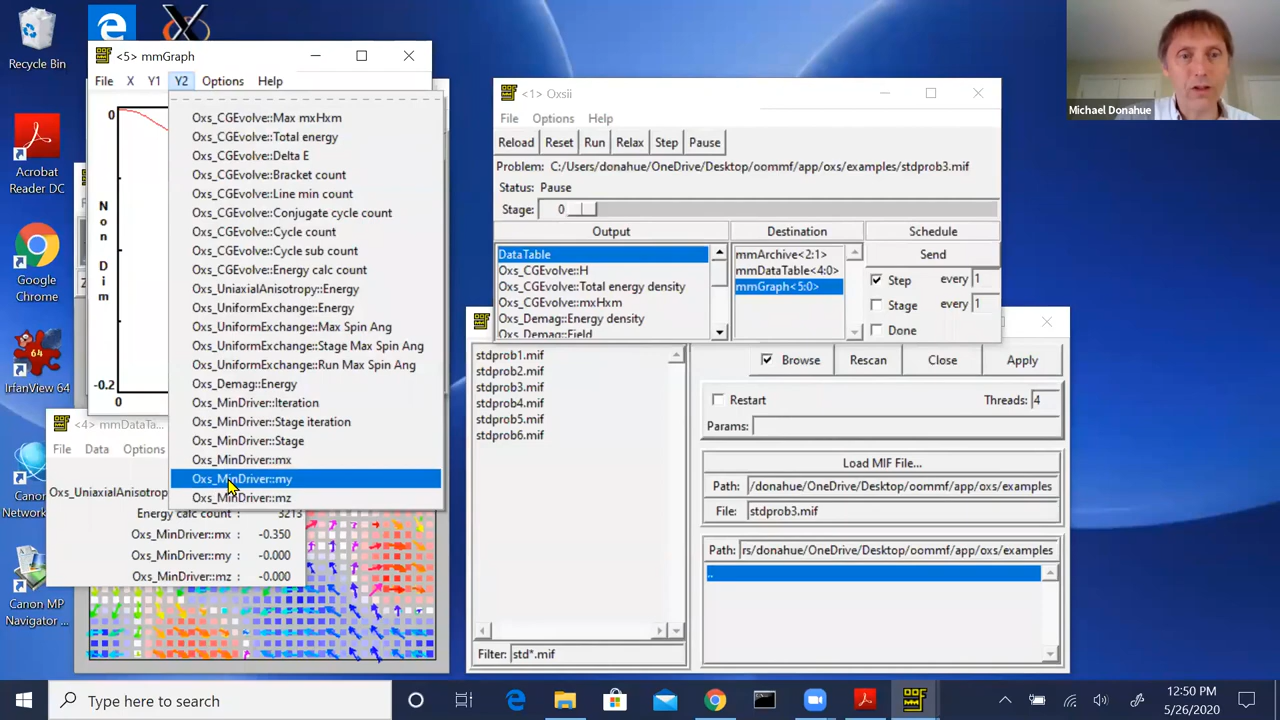 Recycle Bin
Acrobat
Reader DC
Google
Chrome
IrfanView 64
Canon
Network
Canon MP
Navigator ...
<5> mmGraph
File X Y1 Y2 Options Help
0
Non Dim
-0.2
0
Oxs_CGEvolve::Max mxHxm
Oxs_CGEvolve::Total energy
Oxs_CGEvolve::Delta E
Oxs_CGEvolve::Bracket count
Oxs_CGEvolve::Line min count
Oxs_CGEvolve::Conjugate cycle count
Oxs_CGEvolve::Cycle count
Oxs_CGEvolve::Cycle sub count
Oxs_CGEvolve::Energy calc count
Oxs_UniaxialAnisotropy::Energy
Oxs_UniformExchange::Energy
Oxs_UniformExchange::Max Spin Ang
Oxs_UniformExchange::Stage Max Spin Ang
Oxs_UniformExchange::Run Max Spin Ang
Oxs_Demag::Energy
Oxs_MinDriver::Iteration
Oxs_MinDriver::Stage iteration
Oxs_MinDriver::Stage
Oxs_MinDriver::mx
Oxs_MinDriver::my
Oxs_MinDriver::mz
<4> mmDataTa...
File Data Options
Oxs_UniaxialAnisotrop
Energy calc count : 3213
Oxs_MinDriver::mx : -0.350
Oxs_MinDriver::my : -0.000
Oxs_MinDriver::mz : -0.000
<1> Oxsii
File Options Help
Reload Reset Run Relax Step Pause
Problem: C:/Users/donahue/OneDrive/Desktop/oommf/app/oxs/examples/stdprob3.mif
Status: Pause
Stage: 0
Output Destination Schedule
DataTable
Oxs_CGEvolve::H
Oxs_CGEvolve::Total energy density
Oxs_CGEvolve::mxHxm
Oxs_Demag::Energy density
Oxs_Demag::Field
mmArchive<2:1>
mmDataTable<4:0>
mmGraph<5:0>
Send
Step every 1
Stage every 1
Done
stdprob1.mif
stdprob2.mif
stdprob3.mif
stdprob4.mif
stdprob5.mif
stdprob6.mif
Filter: std*.mif
Browse Rescan Close Apply
Restart Threads: 4
Params:
Load MIF File...
Path: /donahue/OneDrive/Desktop/oommf/app/oxs/examples
File: stdprob3.mif
Path: rs/donahue/OneDrive/Desktop/oommf/app/oxs/examples
..
Michael Donahue
Type here to search
12:50 PM
5/26/2020